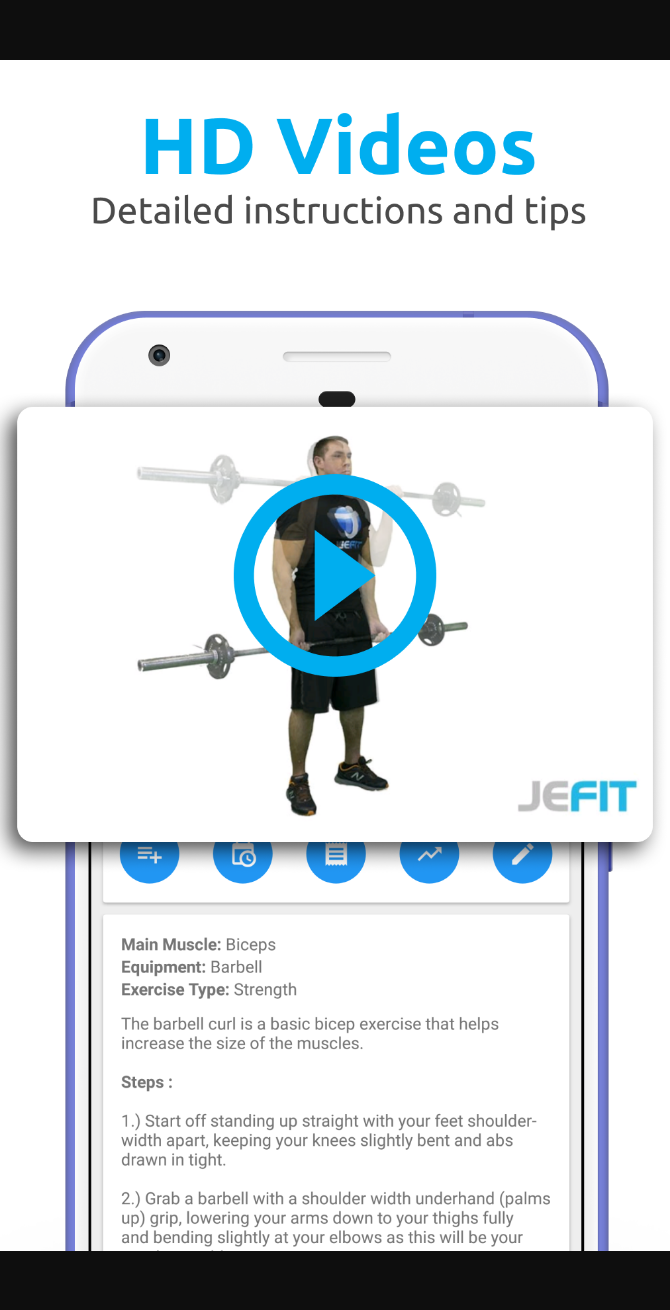 HD Videos
Detailed instructions and tips
JEFIT
JEFIT
Main Muscle: Biceps
Equipment: Barbell
Exercise Type: Strength
The barbell curl is a basic bicep exercise that helps
increase the size of the muscles.
Steps :
1.) Start off standing up straight with your feet shoulder-
width apart, keeping your knees slightly bent and abs
drawn in tight.
2.) Grab a barbell with a shoulder width underhand (palms
up) grip, lowering your arms down to your thighs fully
and bending slightly at your elbows as this will be your